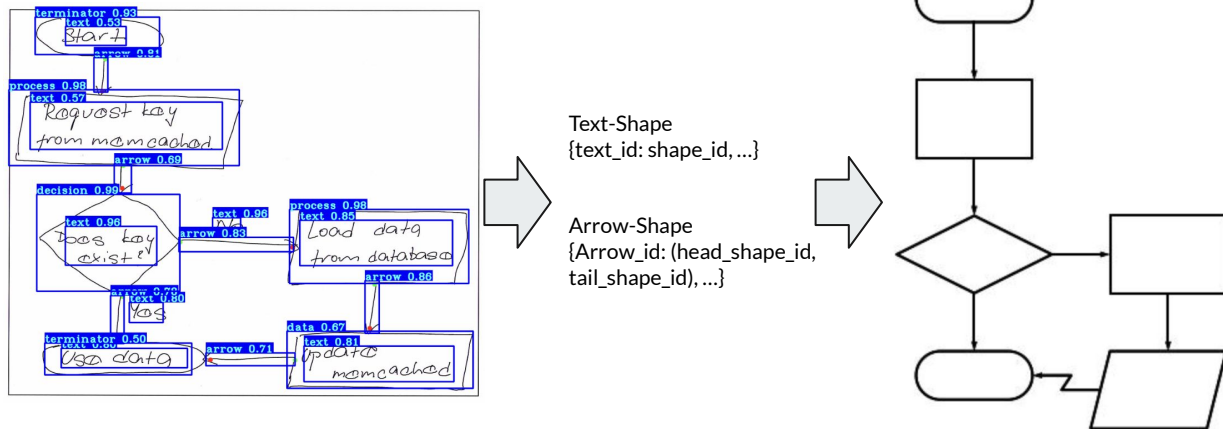 terminator 0.93
text 0.53
Start
arrow 0.81
process 0.98
text 0.57
Request key
from memcached
arrow 0.69
decision 0.99
text 0.96
Does key
exist?
text 0.96
No
arrow 0.83
process 0.98
text 0.85
Load data
from database
arrow 0.86
arrow 0.78
text 0.80
Yes
terminator 0.50
Use data
arrow 0.71
data 0.67
text 0.81
Update
memcached
Text-Shape
{text_id: shape_id, ...}
Arrow-Shape
{Arrow_id: (head_shape_id,
tail_shape_id), ...}